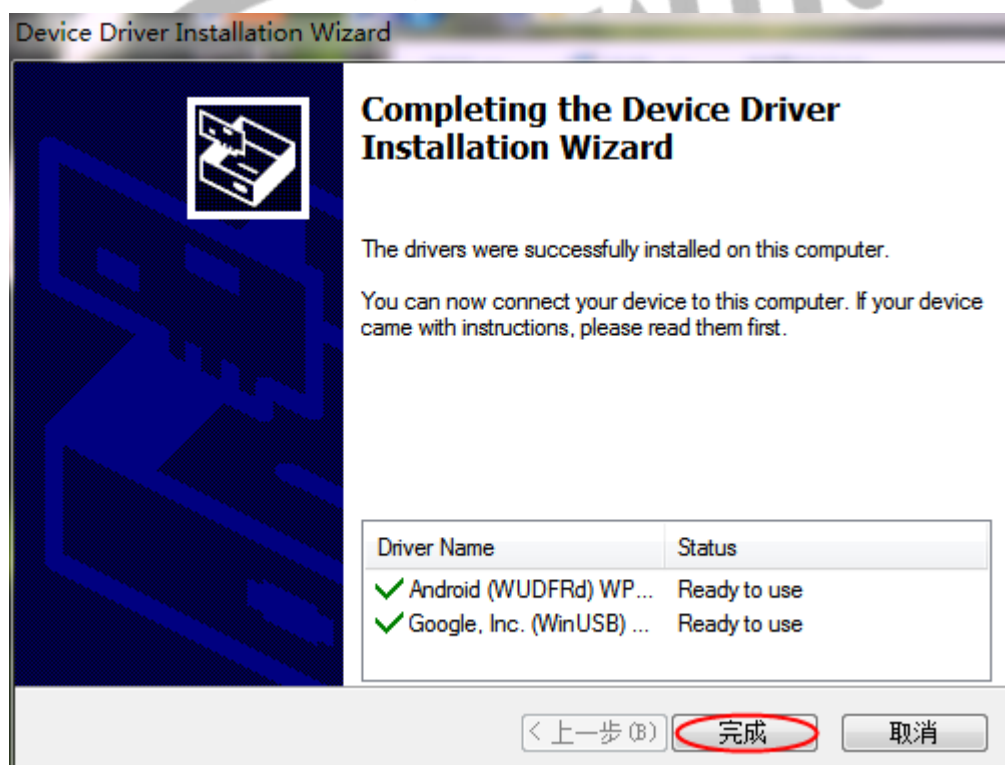 Device Driver Installation Wizard
Completing the Device Driver
Installation Wizard
The drivers were successfully installed on this computer.
You can now connect your device to this computer. If your device
came with instructions, please read them first.
Driver Name Status
Android (WUDFRd) WP... Ready to use
Google, Inc. (WinUSB) ... Ready to use
< 上一步(B) 完成 取消